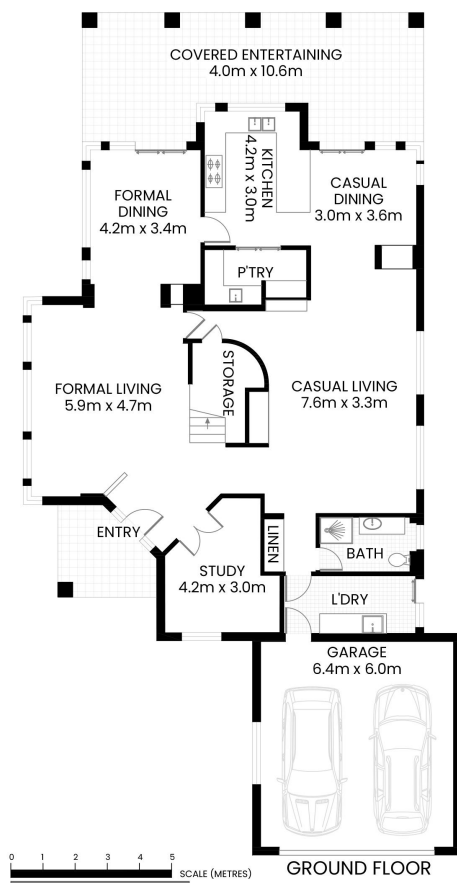 COVERED ENTERTAINING
4.0m x 10.6m
KITCHEN
4.2m x 3.0m
FORMAL
DINING
4.2m x 3.4m
CASUAL
DINING
3.0m x 3.6m
P'TRY
STORAGE
FORMAL LIVING
5.9m x 4.7m
CASUAL LIVING
7.6m x 3.3m
ENTRY
LINEN
BATH
STUDY
4.2m x 3.0m
L'DRY
GARAGE
6.4m x 6.0m
0 1 2 3 4 5
SCALE (METRES)
GROUND FLOOR